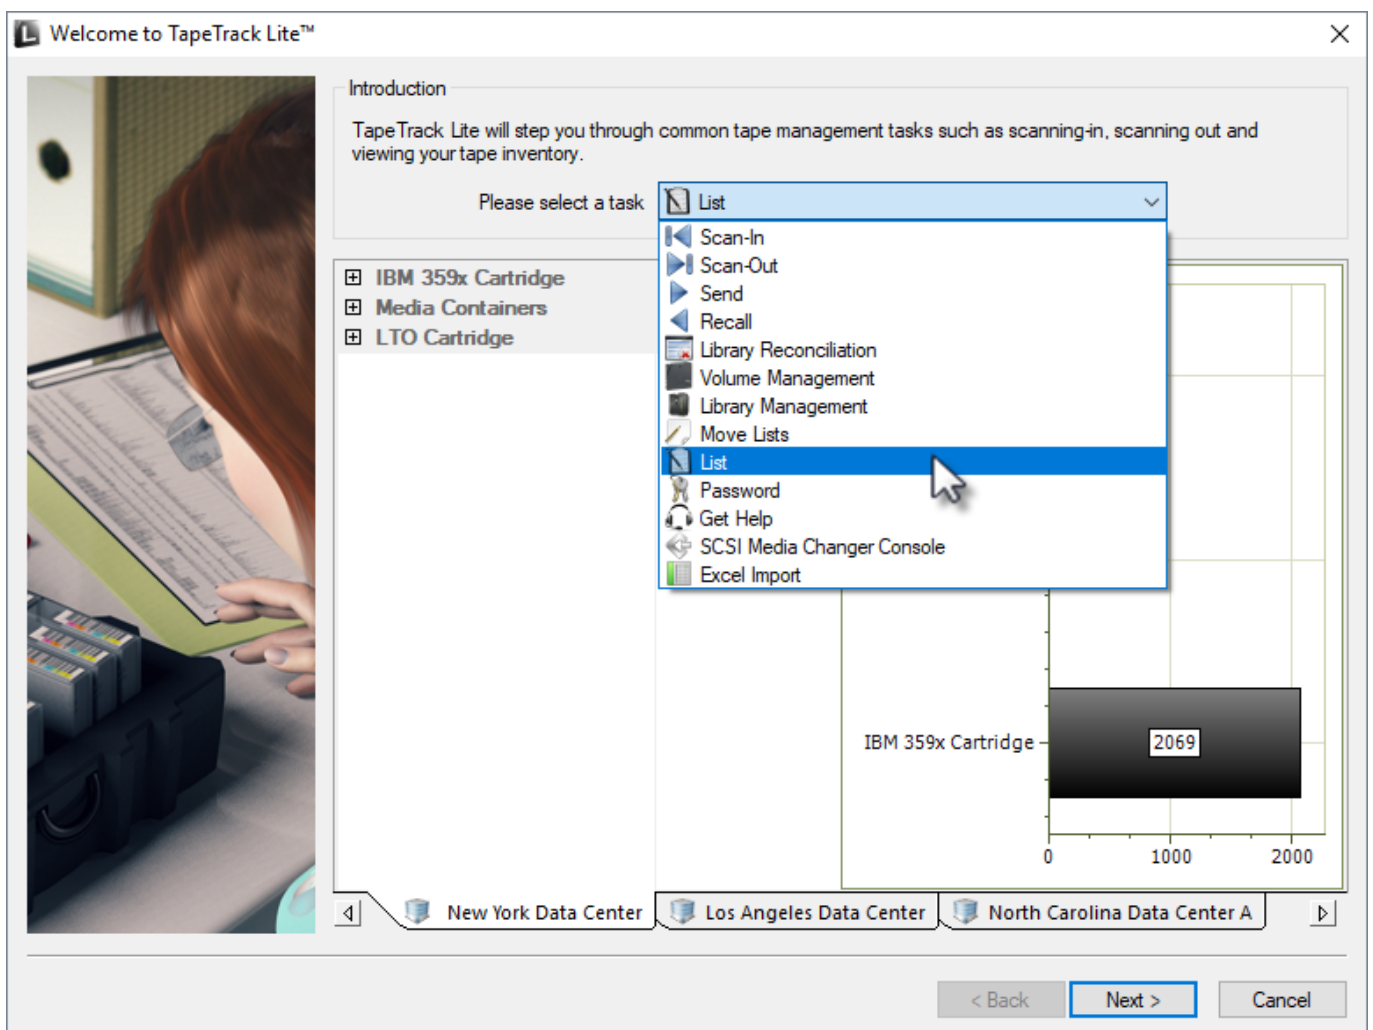 Welcome to TapeTrack Lite™
Introduction
TapeTrack Lite will step you through common tape management tasks such as scanning-in, scanning out and
viewing your tape inventory.
Please select a task
List
Scan-In
Scan-Out
Send
Recall
Library Reconciliation
Volume Management
Library Management
Move Lists
List
Password
Get Help
SCSI Media Changer Console
Excel Import
IBM 359x Cartridge
Media Containers
LTO Cartridge
IBM 359x Cartridge
2069
0 1000 2000
New York Data Center
Los Angeles Data Center
North Carolina Data Center A
< Back
Next >
Cancel